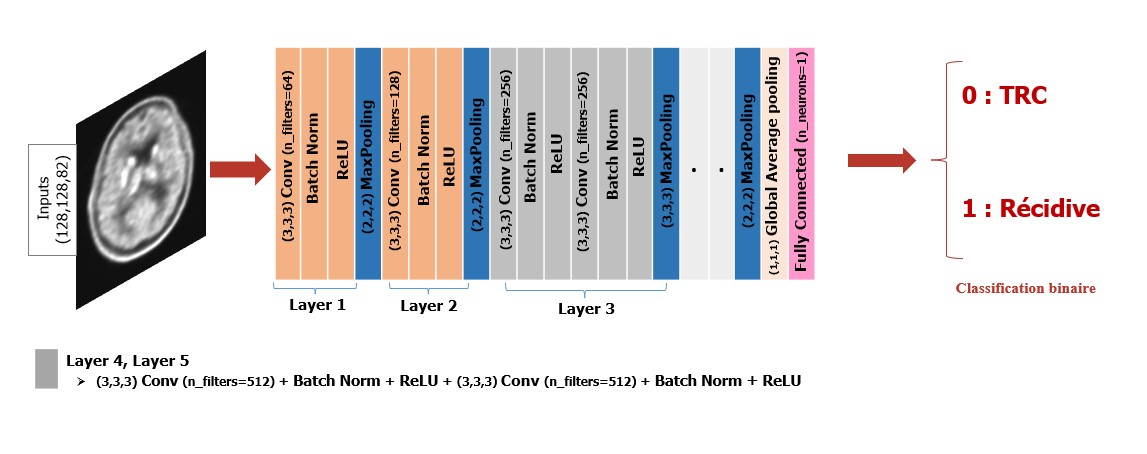 Inputs
(128,128,82)
(3,3,3) Conv (n_filters=64)
Batch Norm
ReLU
(2,2,2) MaxPooling
(3,3,3) Conv (n_filters=128)
Batch Norm
ReLU
(2,2,2) MaxPooling
(3,3,3) Conv (n_filters=256)
Batch Norm
ReLU
(3,3,3) Conv (n_filters=256)
Batch Norm
ReLU
(3,3,3) MaxPooling
. .
(2,2,2) MaxPooling
(1,1,1) Global Average pooling
Fully Connected (n_neurons=1)
Layer 1
Layer 2
Layer 3
0 : TRC
1 : Récidive
Classification binaire
Layer 4, Layer 5
➢ (3,3,3) Conv (n_filters=512) + Batch Norm + ReLU + (3,3,3) Conv (n_filters=512) + Batch Norm + ReLU